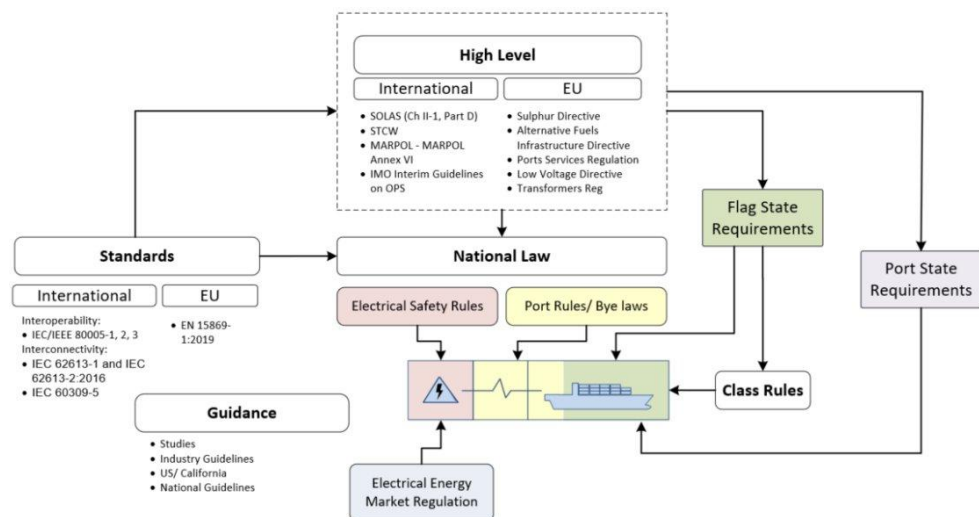 High Level
International
EU
SOLAS (Ch II-1, Part D)
STCW
MARPOL - MARPOL
Annex VI
IMO Interim Guidelines
on OPS
Sulphur Directive
Alternative Fuels
Infrastructure Directive
Ports Services Regulation
Low Voltage Directive
Transformers Reg
Flag State
Requirements
Port State
Requirements
Standards
National Law
International
EU
Interoperability:
IEC/IEEE 80005-1, 2, 3
Interconnectivity:
IEC 62613-1 and IEC
62613-2:2016
IEC 60309-5
EN 15869-
1:2019
Electrical Safety Rules
Port Rules/ Bye laws
Class Rules
Guidance
Studies
Industry Guidelines
US/ California
National Guidelines
Electrical Energy
Market Regulation